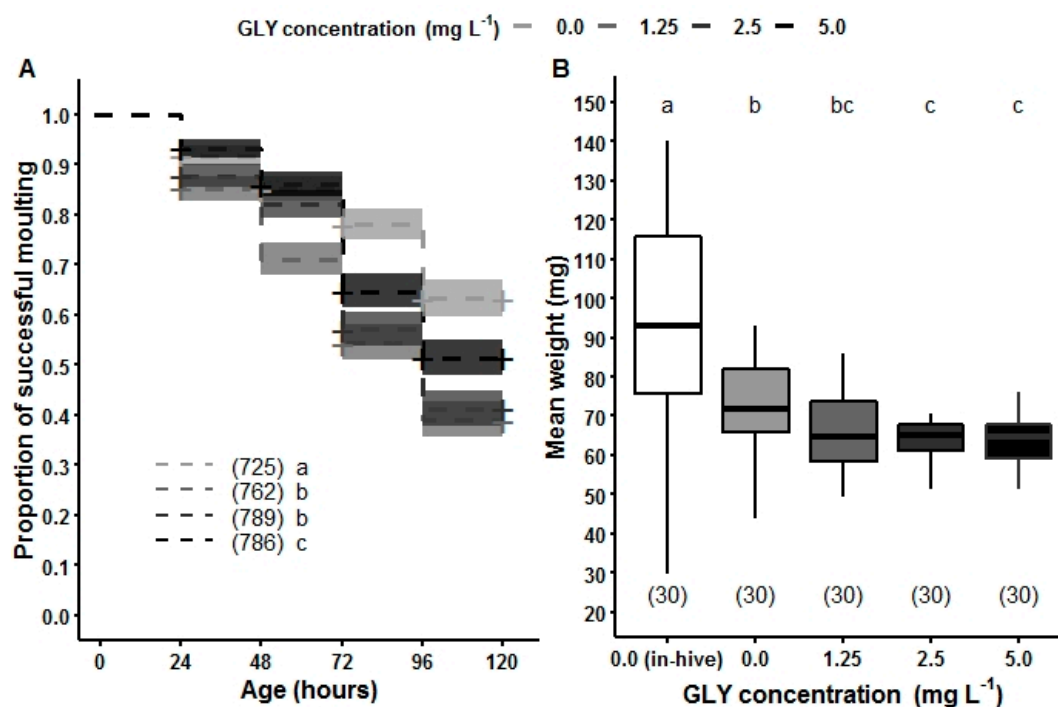 GLY concentration (mg L⁻¹) 0.0 1.25 2.5 5.0
A
Proportion of successful moulting
1.0
0.9
0.8
0.7
0.6
0.5
0.4
0.3
0.2
0.1
0.0
(725) a
(762) b
(789) b
(786) c
0 24 48 72 96 120
Age (hours)
B
Mean weight (mg)
150
140
130
120
110
100
90
80
70
60
50
40
30
20
a b bc c c
(30) (30) (30) (30) (30)
0.0 (in-hive) 0.0 1.25 2.5 5.0
GLY concentration (mg L⁻¹)